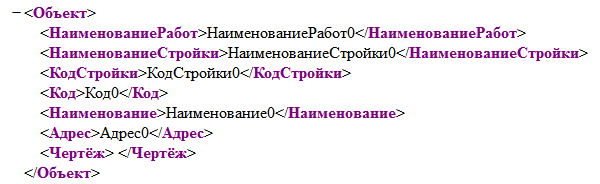 − <Объект>
<НаименованиеРабот>НаименованиеРабот0</НаименованиеРабот>
<НаименованиеСтройки>НаименованиеСтройки0</НаименованиеСтройки>
<КодСтройки>КодСтройки0</КодСтройки>
<Код>Код0</Код>
<Наименование>Наименование0</Наименование>
<Адрес>Адрес0</Адрес>
<Чертёж> </Чертёж>
</Объект>